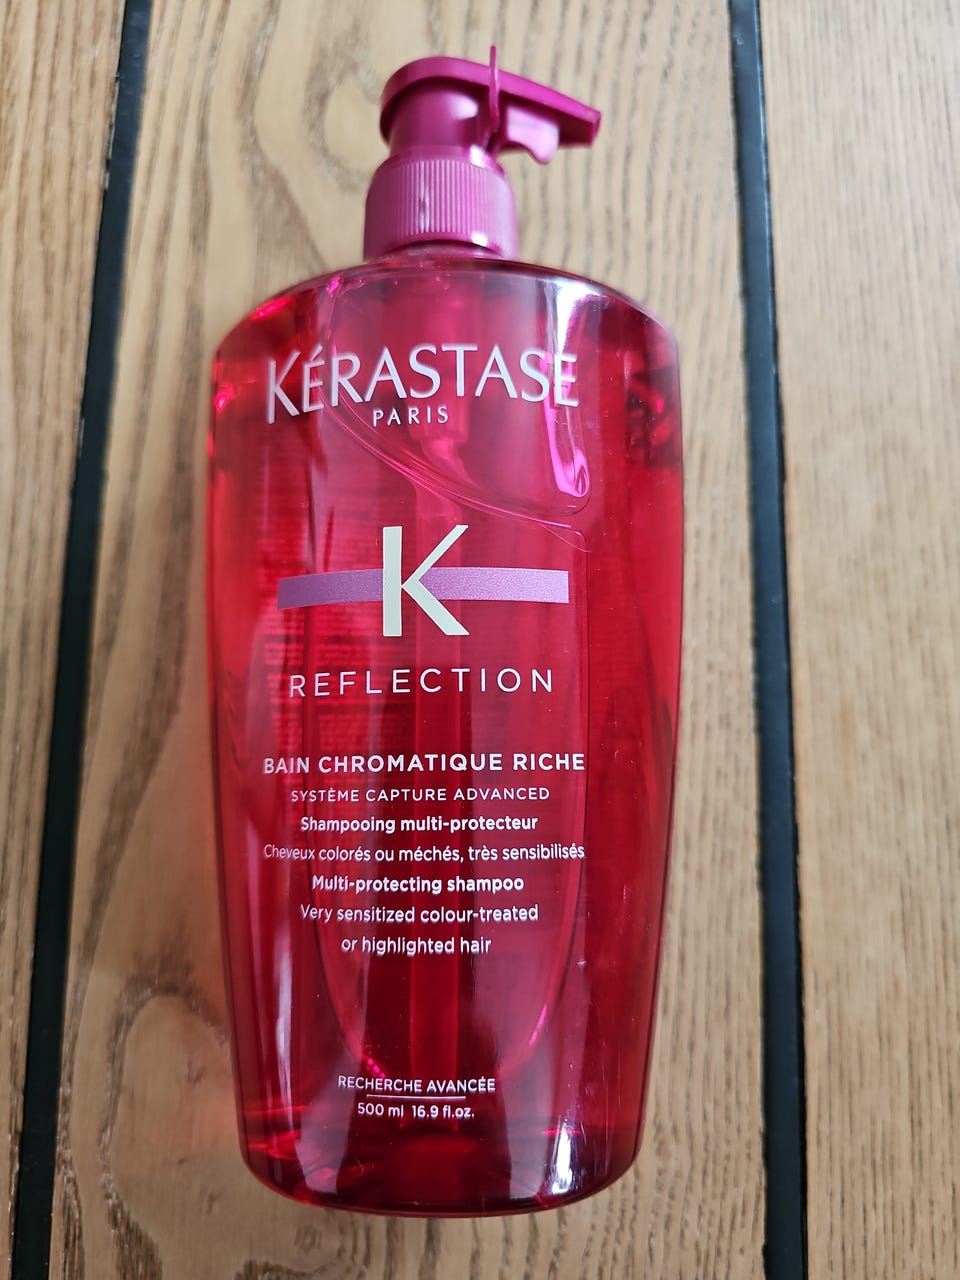 KÉRASTASE
PARIS
K
REFLECTION
BAIN CHROMATIQUE RICHE
SYSTÈME CAPTURE ADVANCED
Shampooing multi-protecteur
Cheveux colorés ou méchés, très sensibilisés
Multi-protecting shampoo
Very sensitized colour-treated
or highlighted hair
RECHERCHE AVANCÉE
500 ml 16.9 fl.oz.